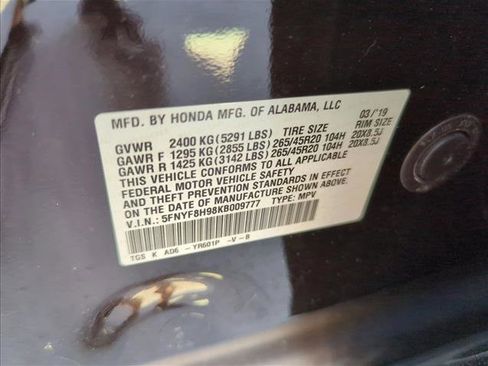 MFD. BY HONDA MFG. OF ALABAMA, LLC 03/'19
GVWR 2400 KG (5291 LBS) TIRE SIZE RIM SIZE
GAWR F 1295 KG (2855 LBS) 265/45R20 104H 20X8.5J
GAWR R 1425 KG (3142 LBS) 265/45R20 104H 20X8.5J
THIS VEHICLE CONFORMS TO ALL APPLICABLE
FEDERAL MOTOR VEHICLE SAFETY
AND THEFT PREVENTION STANDARDS IN EFFECT
ON THE DATE OF MANUFACTURE SHOWN ABOVE.
V.I.N.: 5FNYF8H98KB009777 TYPE: MPV
TGS K AD6 -YR601P -V-B